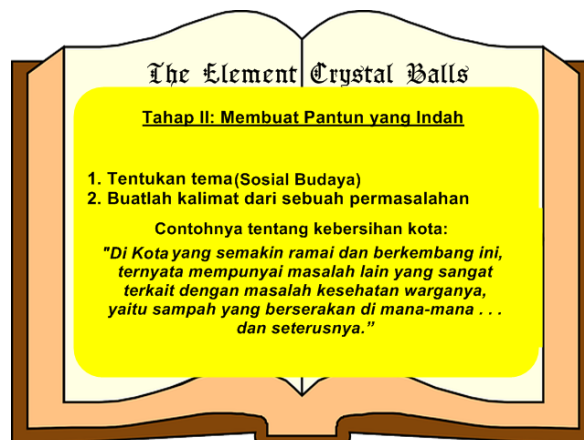 The Element Crystal Balls
Tahap II: Membuat Pantun yang Indah
1. Tentukan tema (Sosial Budaya)
2. Buatlah kalimat dari sebuah permasalahan
Contohnya tentang kebersihan kota:
"Di Kota yang semakin ramai dan berkembang ini,
ternyata mempunyai masalah lain yang sangat
terkait dengan masalah kesehatan warganya,
yaitu sampah yang berserakan di mana-mana . . .
dan seterusnya.”